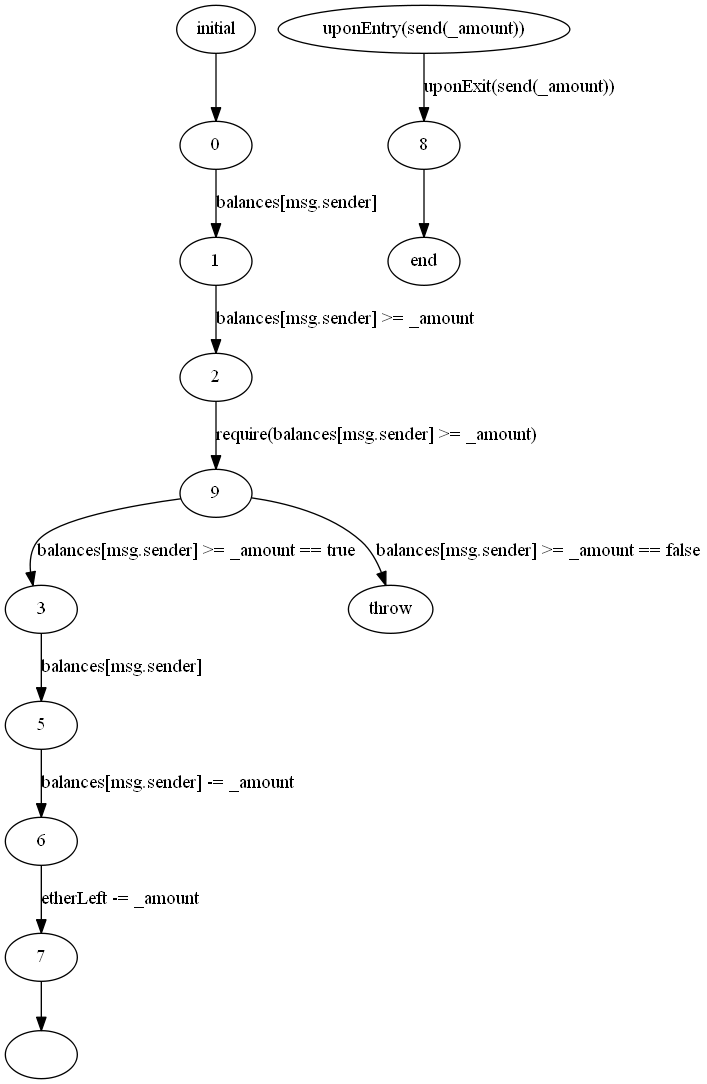 initial
uponEntry(send(_amount))
uponExit(send(_amount))
0
8
balances[msg.sender]
1
end
balances[msg.sender] >= _amount
2
require(balances[msg.sender] >= _amount)
9
balances[msg.sender] >= _amount == true
balances[msg.sender] >= _amount == false
3
throw
balances[msg.sender]
5
balances[msg.sender] -= _amount
6
etherLeft -= _amount
7